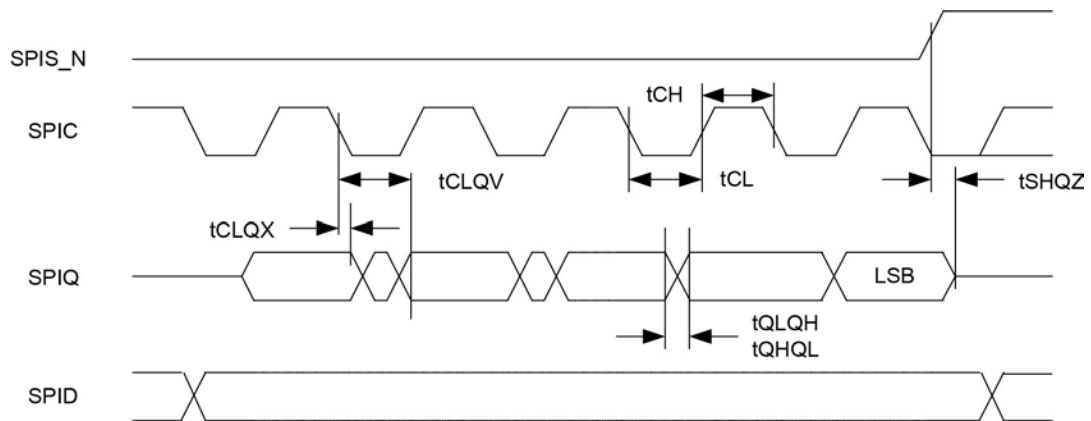 SPIS_N
tCH
SPIC
tCLQV
tCL
tSHQZ
tCLQX
SPIQ
LSB
tQLQH
tQHQL
SPID